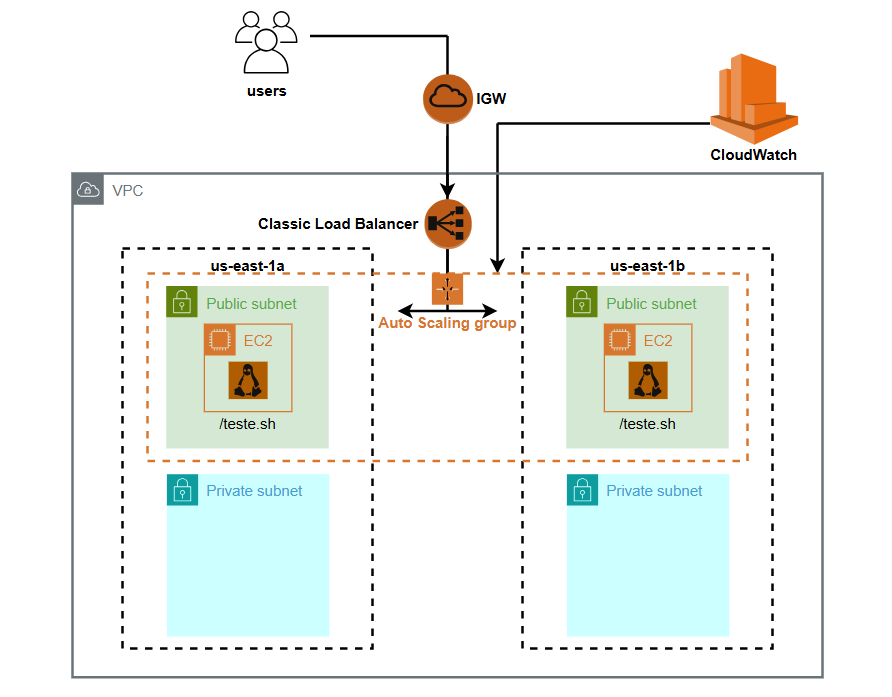 users
IGW
CloudWatch
VPC
Classic Load Balancer
us-east-1a
us-east-1b
Public subnet
Public subnet
Auto Scaling group
EC2
EC2
/teste.sh
/teste.sh
Private subnet
Private subnet